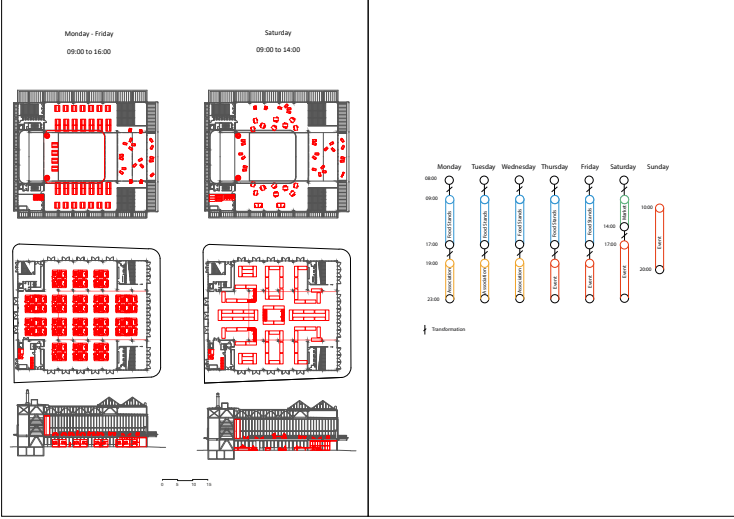 Monday - Friday
09:00 to 16:00
Saturday
09:00 to 14:00
0 5 10 15
Monday Tuesday Wednesday Thursday Friday Saturday Sunday
08:00
09:00
17:00
19:00
23:00
Food Stands
Food Stands
Food Stands
Food Stands
Food Stands
Market
14:00
17:00
10:00
20:00
Association
Association
Association
Event
Event
Event
Event
Transformation